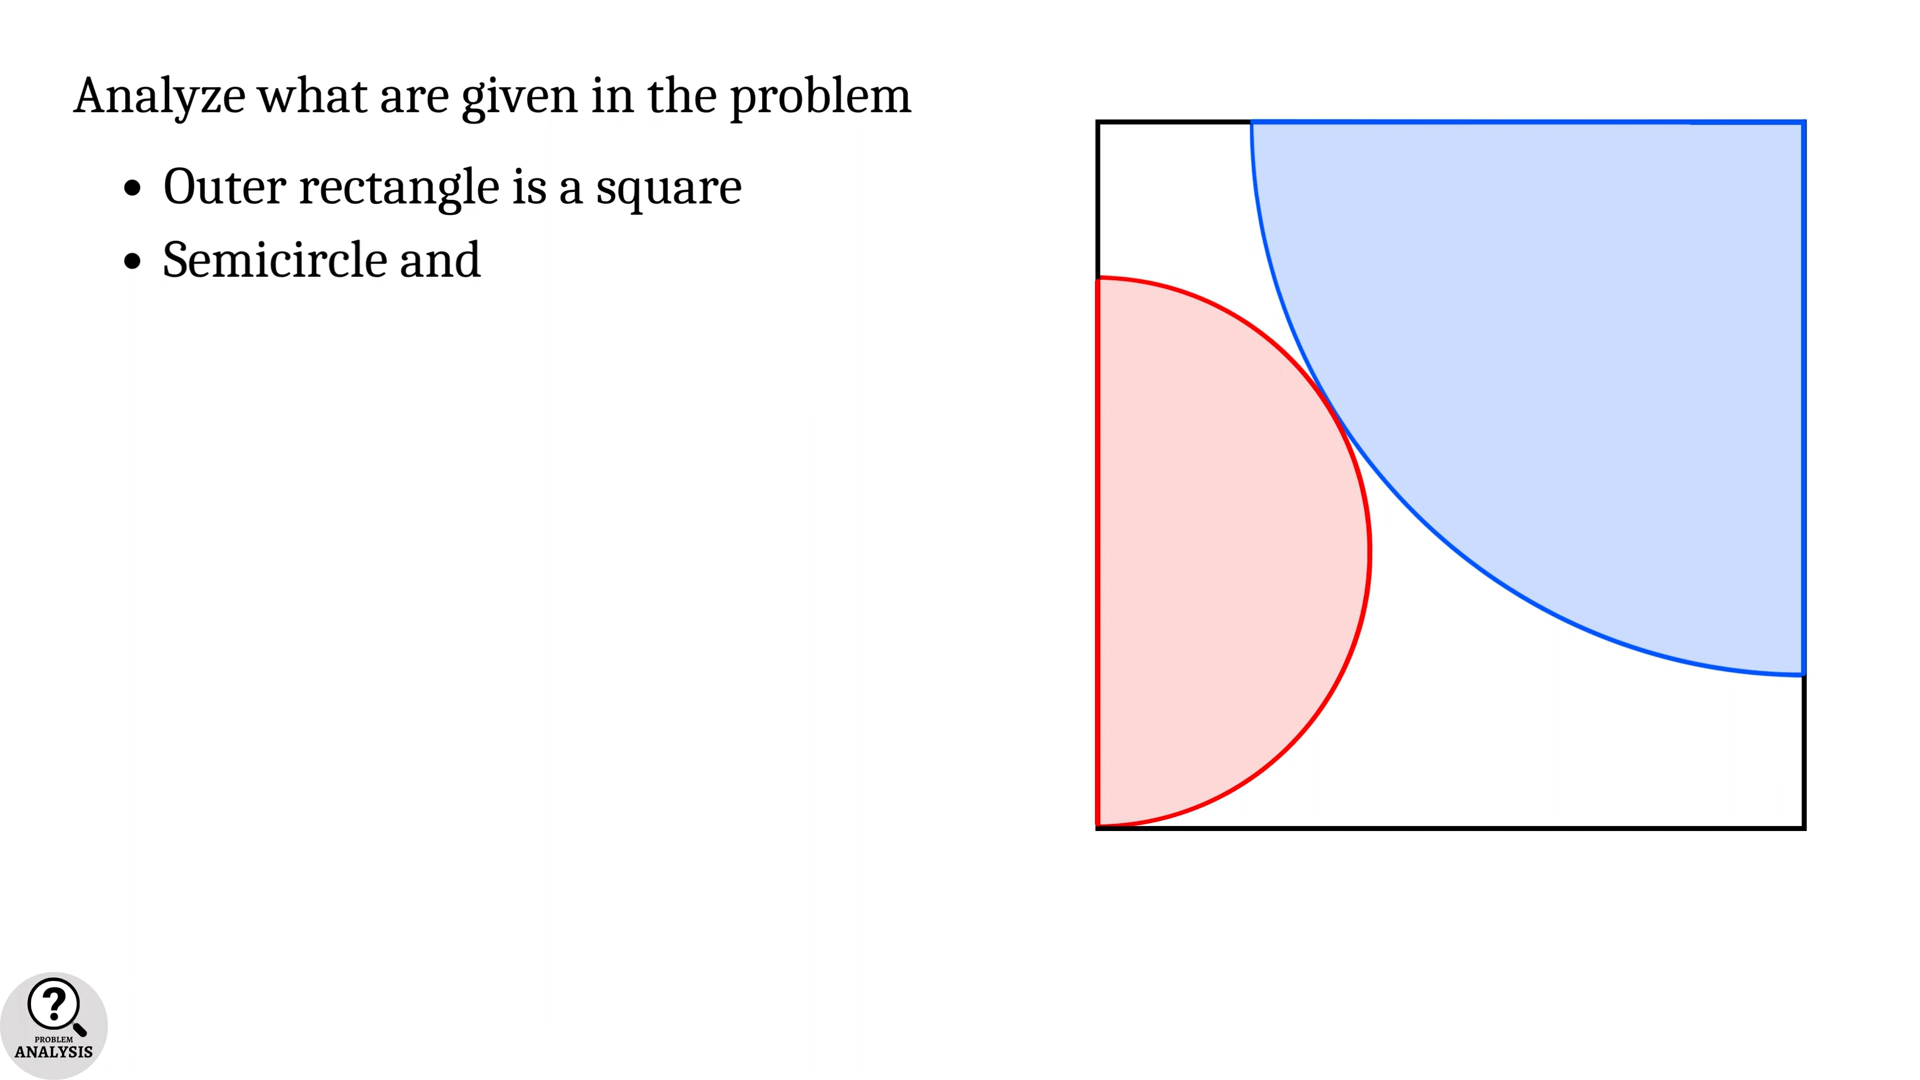 Analyze what are given in the problem
• Outer rectangle is a square
• Semicircle and
?
PROBLEM
ANALYSIS